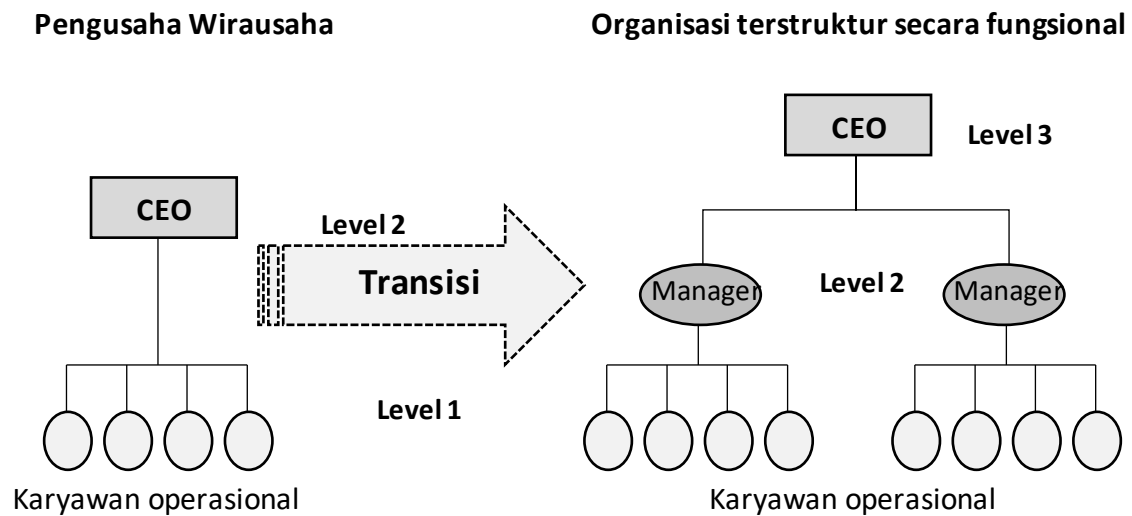 Pengusaha Wirausaha
Organisasi terstruktur secara fungsional
CEO
Level 3
CEO
Level 2
Transisi
Manager
Level 2
Manager
Level 1
Karyawan operasional
Karyawan operasional